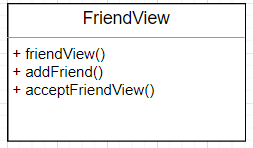 FriendView
+ friendView()
+ addFriend()
+ acceptFriendView()